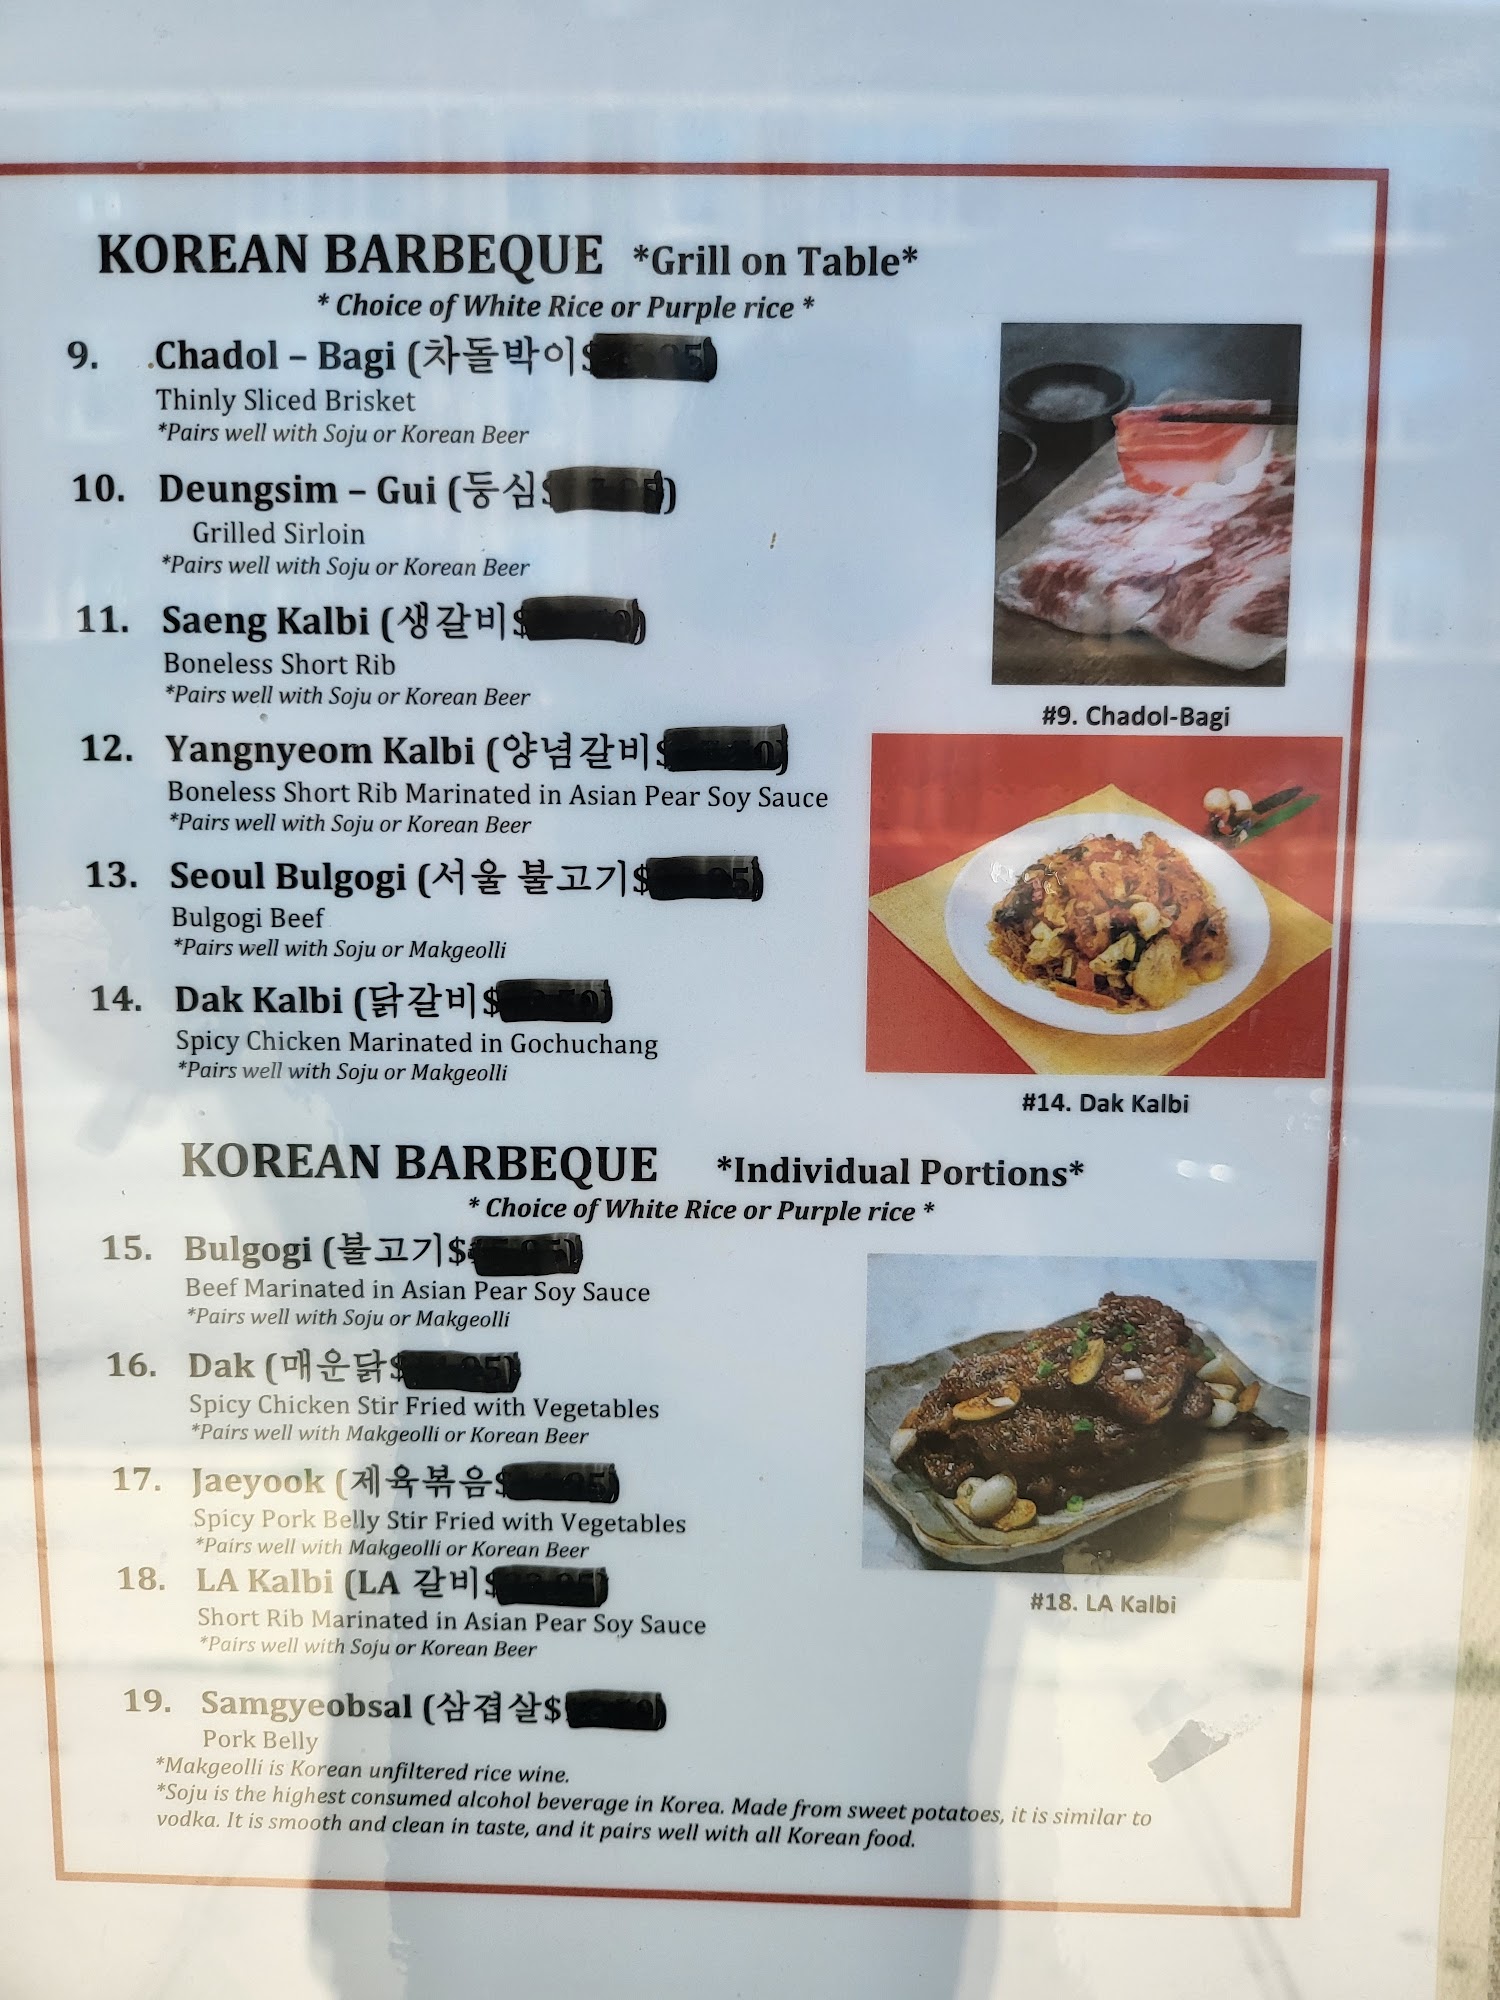 KOREAN BARBEQUE *Grill on Table*
* Choice of White Rice or Purple rice *
9. Chadol – Bagi (차돌박이$
Thinly Sliced Brisket
*Pairs well with Soju or Korean Beer
10. Deungsim – Gui (등심$ )
Grilled Sirloin
*Pairs well with Soju or Korean Beer
11. Saeng Kalbi (생갈비$ )
Boneless Short Rib
*Pairs well with Soju or Korean Beer
12. Yangnyeom Kalbi (양념갈비$ )
Boneless Short Rib Marinated in Asian Pear Soy Sauce
*Pairs well with Soju or Korean Beer
13. Seoul Bulgogi (서울 불고기$ )
Bulgogi Beef
*Pairs well with Soju or Makgeolli
14. Dak Kalbi (닭갈비$ )
Spicy Chicken Marinated in Gochuchang
*Pairs well with Soju or Makgeolli
#9. Chadol-Bagi
#14. Dak Kalbi
KOREAN BARBEQUE *Individual Portions*
* Choice of White Rice or Purple rice *
15. Bulgogi (불고기$ )
Beef Marinated in Asian Pear Soy Sauce
*Pairs well with Soju or Makgeolli
16. Dak (매운닭$ )
Spicy Chicken Stir Fried with Vegetables
*Pairs well with Makgeolli or Korean Beer
17. Jaeyook (제육볶음$ )
Spicy Pork Belly Stir Fried with Vegetables
*Pairs well with Makgeolli or Korean Beer
18. LA Kalbi (LA 갈비$ )
Short Rib Marinated in Asian Pear Soy Sauce
*Pairs well with Soju or Korean Beer
19. Samgyeobsal (삼겹살$ )
Pork Belly
#18. LA Kalbi
*Makgeolli is Korean unfiltered rice wine.
*Soju is the highest consumed alcohol beverage in Korea. Made from sweet potatoes, it is similar to
vodka. It is smooth and clean in taste, and it pairs well with all Korean food.